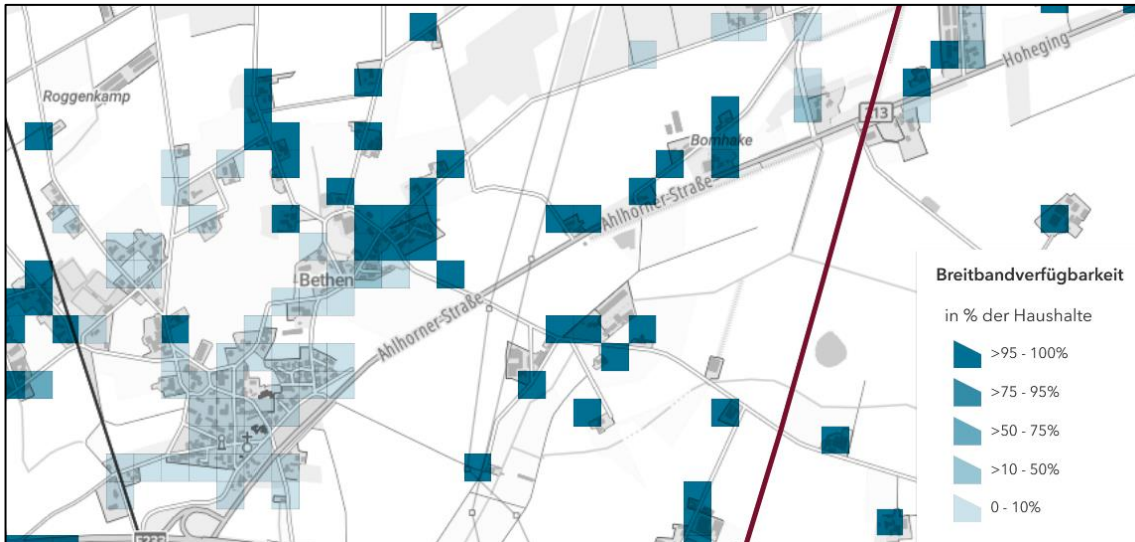 Roggenkamp
Hoheging
213
Bomhake
Ahlhorner-Straße
Bethen
Ahlhorner-Straße
E233
Breitbandverfügbarkeit
in % der Haushalte
>95 - 100%
>75 - 95%
>50 - 75%
>10 - 50%
0 - 10%